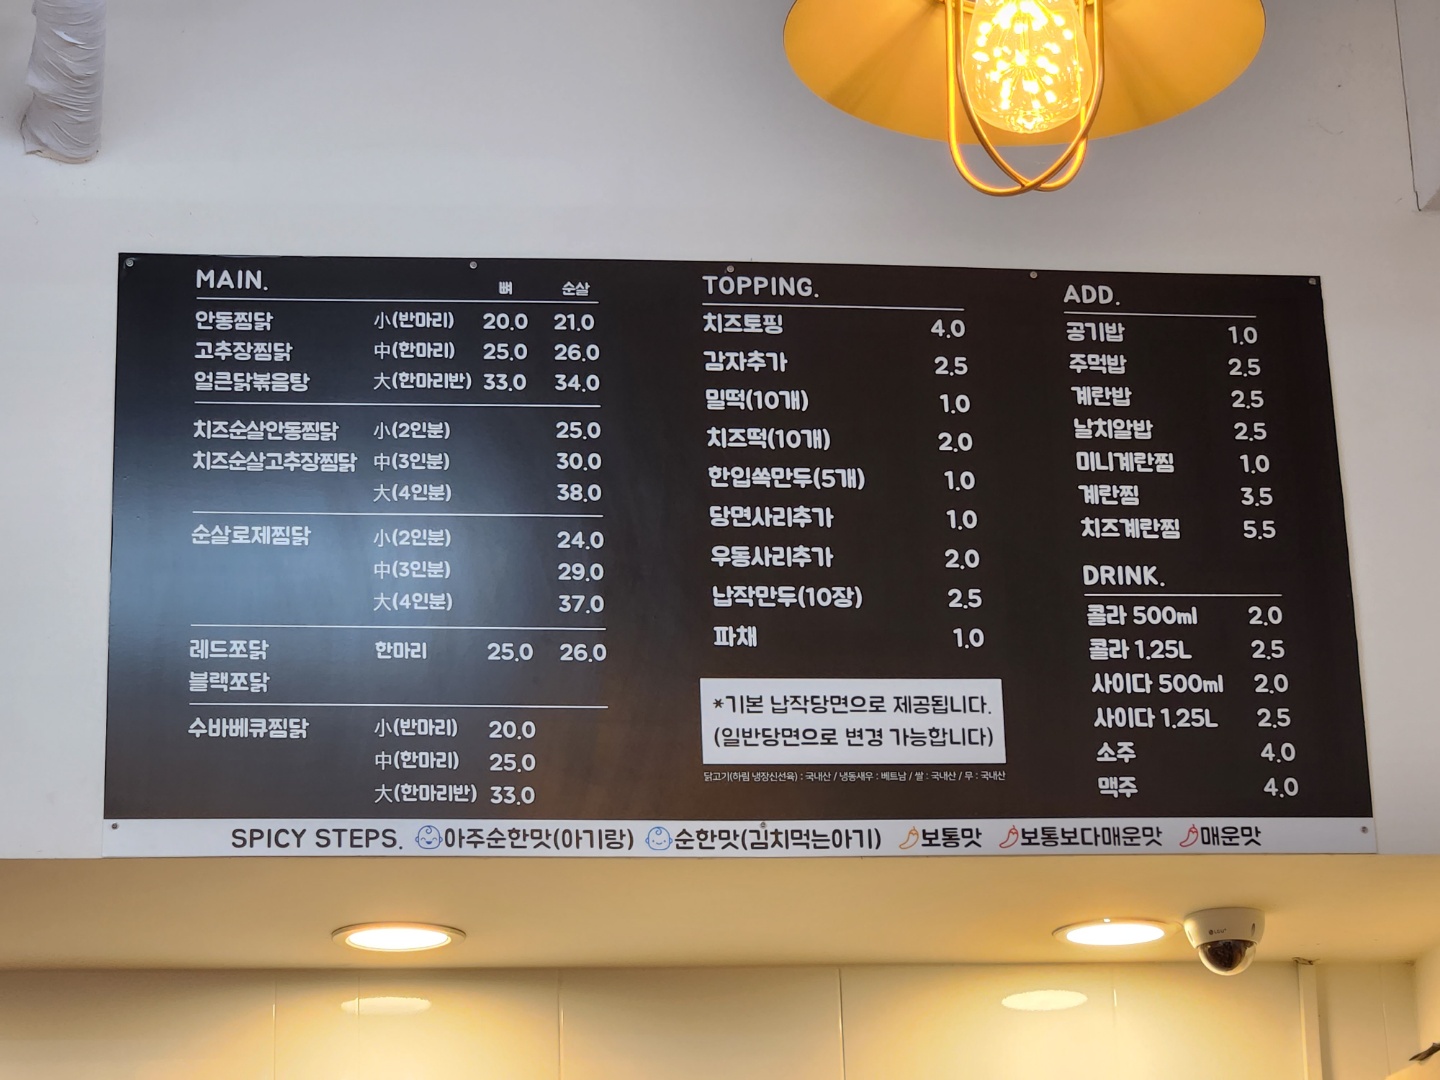 MAIN.
뼈 순살
안동찜닭 小(반마리) 20.0 21.0
고추장찜닭 中(한마리) 25.0 26.0
얼큰닭볶음탕 大(한마리반) 33.0 34.0
치즈순살안동찜닭 小(2인분) 25.0
치즈순살고추장찜닭 中(3인분) 30.0
大(4인분) 38.0
순살로제찜닭 小(2인분) 24.0
中(3인분) 29.0
大(4인분) 37.0
레드쪼닭 한마리 25.0 26.0
블랙쪼닭
수바베큐찜닭 小(반마리) 20.0
中(한마리) 25.0
大(한마리반) 33.0
TOPPING.
치즈토핑 4.0
감자추가 2.5
밀떡(10개) 1.0
치즈떡(10개) 2.0
한입쏙만두(5개) 1.0
당면사리추가 1.0
우동사리추가 2.0
납작만두(10장) 2.5
파채 1.0
*기본 납작당면으로 제공됩니다.
(일반당면으로 변경 가능합니다)
닭고기(하림 냉장신선육) : 국내산 / 냉동새우 : 베트남 / 쌀 : 국내산 / 무 : 국내산
ADD.
공기밥 1.0
주먹밥 2.5
계란밥 2.5
날치알밥 2.5
미니계란찜 1.0
계란찜 3.5
치즈계란찜 5.5
DRINK.
콜라 500ml 2.0
콜라 1.25L 2.5
사이다 500ml 2.0
사이다 1.25L 2.5
소주 4.0
맥주 4.0
SPICY STEPS. 아주순한맛(아기랑) 순한맛(김치먹는아기) 보통맛 보통보다매운맛 매운맛